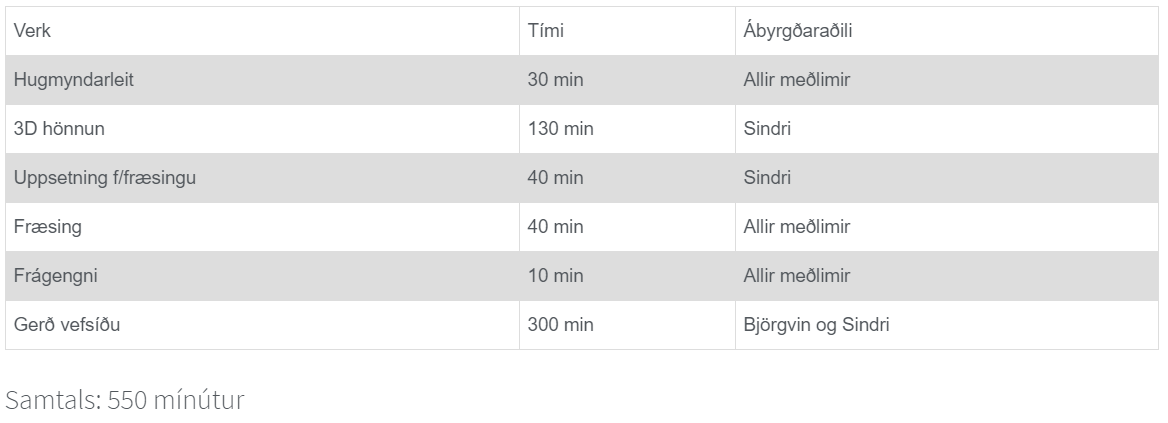 Verk Tími Ábyrgðaraðili
Hugmyndarleit 30 min Allir meðlimir
3D hönnun 130 min Sindri
Uppsetning f/fræsingu 40 min Sindri
Fræsing 40 min Allir meðlimir
Frágengni 10 min Allir meðlimir
Gerð vefsíðu 300 min Björgvin og Sindri
Samtals: 550 mínútur